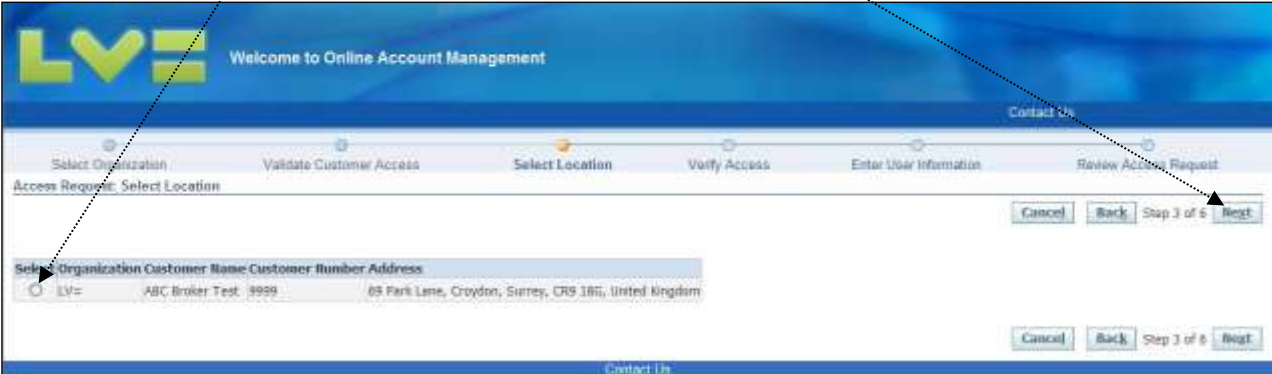 LV=
Welcome to Online Account Management
Contact Us
Select Organization Validate Customer Access Select Location Verify Access Enter User Information Review Access Request
Access Request: Select Location
Cancel Back Step 3 of 6 Next
Select Organization Customer Name Customer Number Address
LV= ABC Broker Test 9999 69 Park Lane, Croydon, Surrey, CR9 1BG, United Kingdom
Cancel Back Step 3 of 6 Next
Contact Us